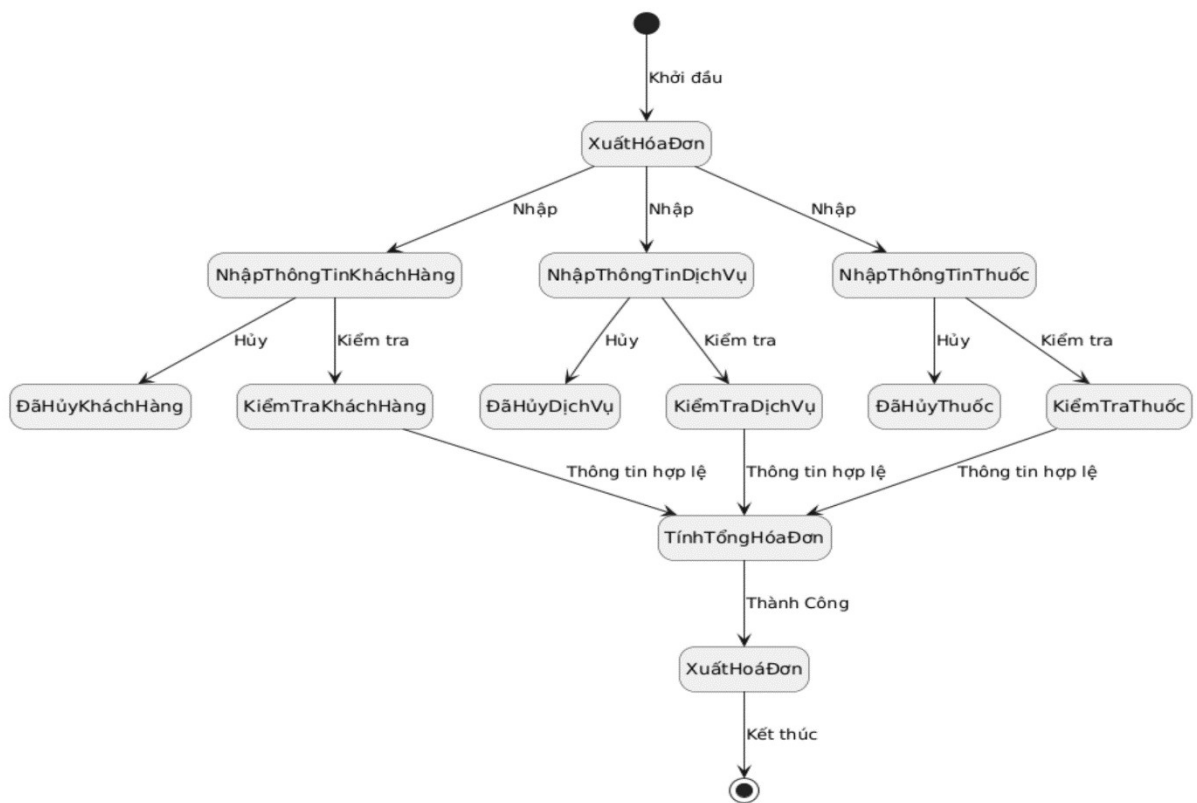 Khởi đầu
XuấtHóaĐơn
Nhập
Nhập
Nhập
NhậpThôngTinKháchHàng
NhậpThôngTinDịchVụ
NhậpThôngTinThuốc
Hủy
Kiểm tra
Hủy
Kiểm tra
Hủy
Kiểm tra
ĐãHủyKháchHàng
KiểmTraKháchHàng
ĐãHủyDịchVụ
KiểmTraDịchVụ
ĐãHủyThuốc
KiểmTraThuốc
Thông tin hợp lệ
Thông tin hợp lệ
Thông tin hợp lệ
TínhTổngHóaĐơn
Thành Công
XuấtHoáĐơn
Kết thúc